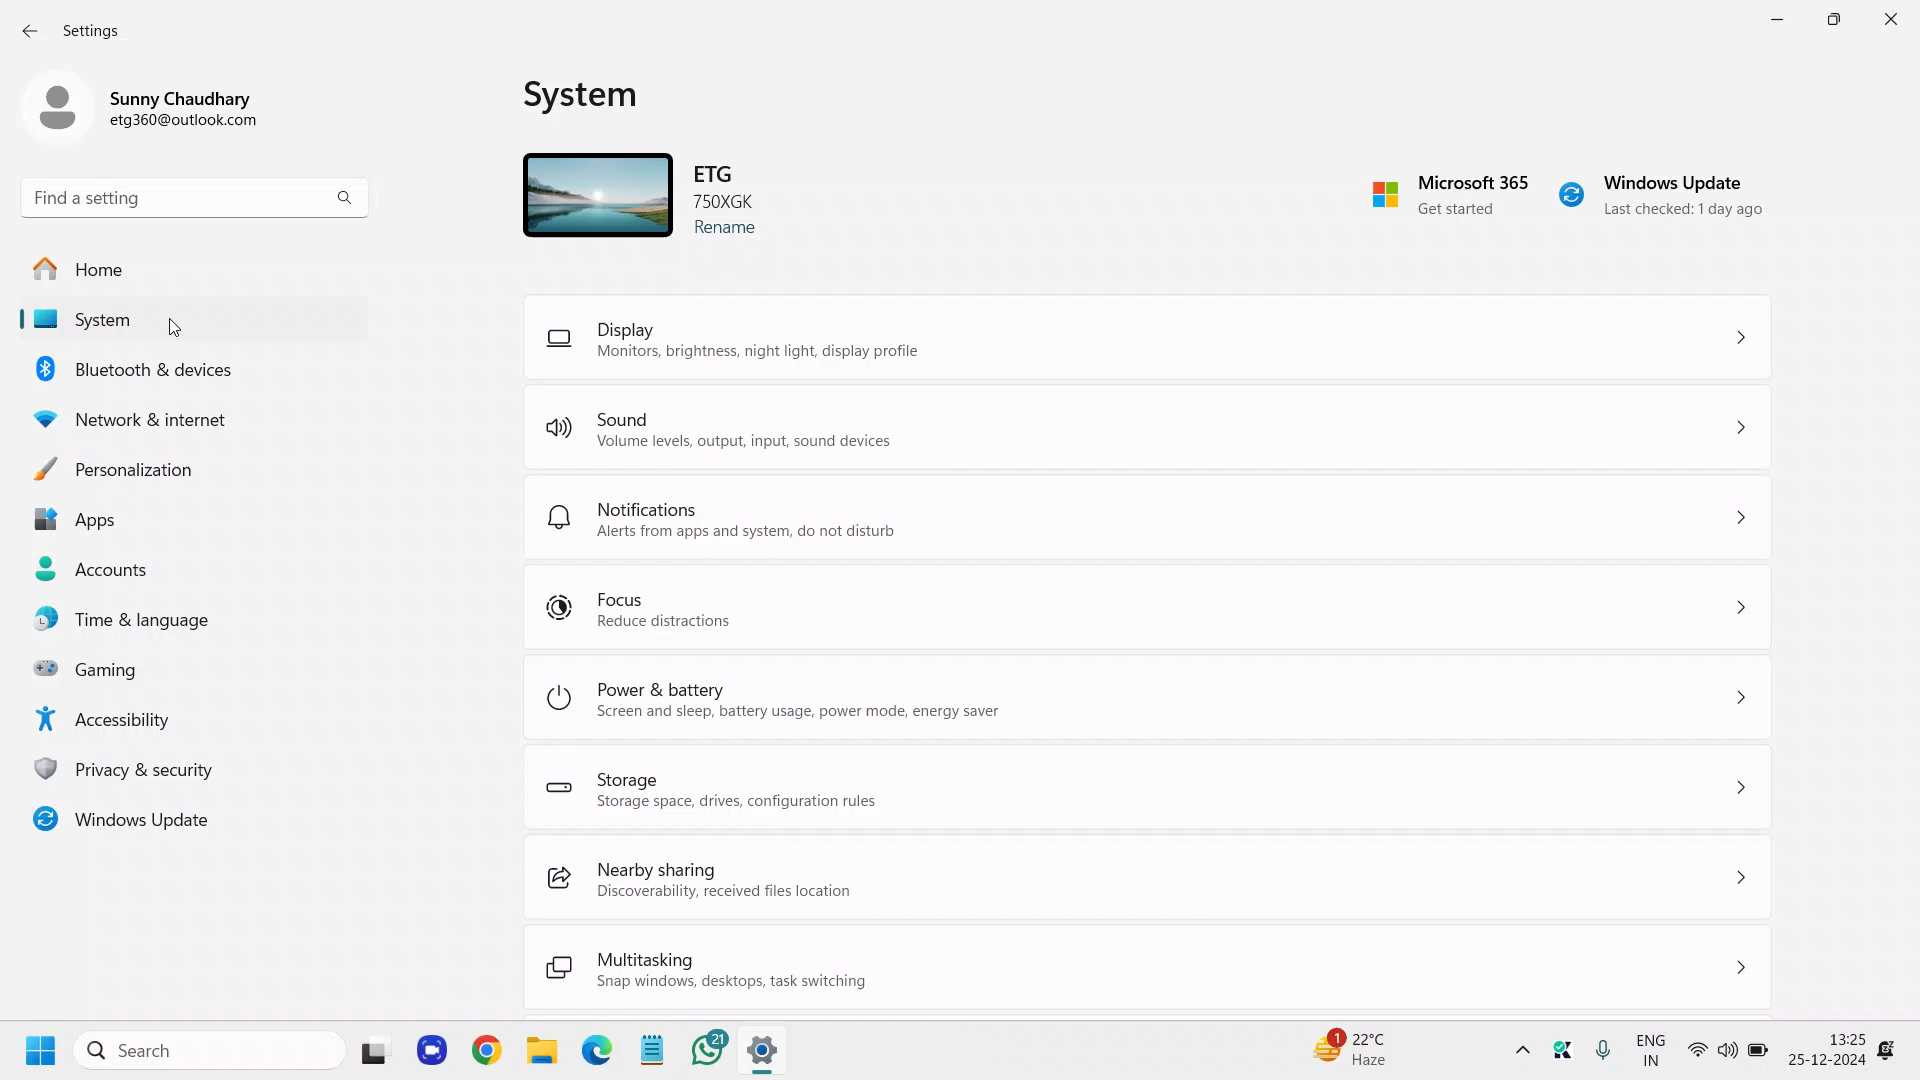 Settings
Sunny Chaudhary
etg360@outlook.com
Find a setting
Home
System
Bluetooth & devices
Network & internet
Personalization
Apps
Accounts
Time & language
Gaming
Accessibility
Privacy & security
Windows Update
System
ETG
750XGK
Rename
Microsoft 365
Get started
Windows Update
Last checked: 1 day ago
Display
Monitors, brightness, night light, display profile
Sound
Volume levels, output, input, sound devices
Notifications
Alerts from apps and system, do not disturb
Focus
Reduce distractions
Power & battery
Screen and sleep, battery usage, power mode, energy saver
Storage
Storage space, drives, configuration rules
Nearby sharing
Discoverability, received files location
Multitasking
Snap windows, desktops, task switching
Search
21
1
22°C
Haze
ENG
IN
13:25
25-12-2024